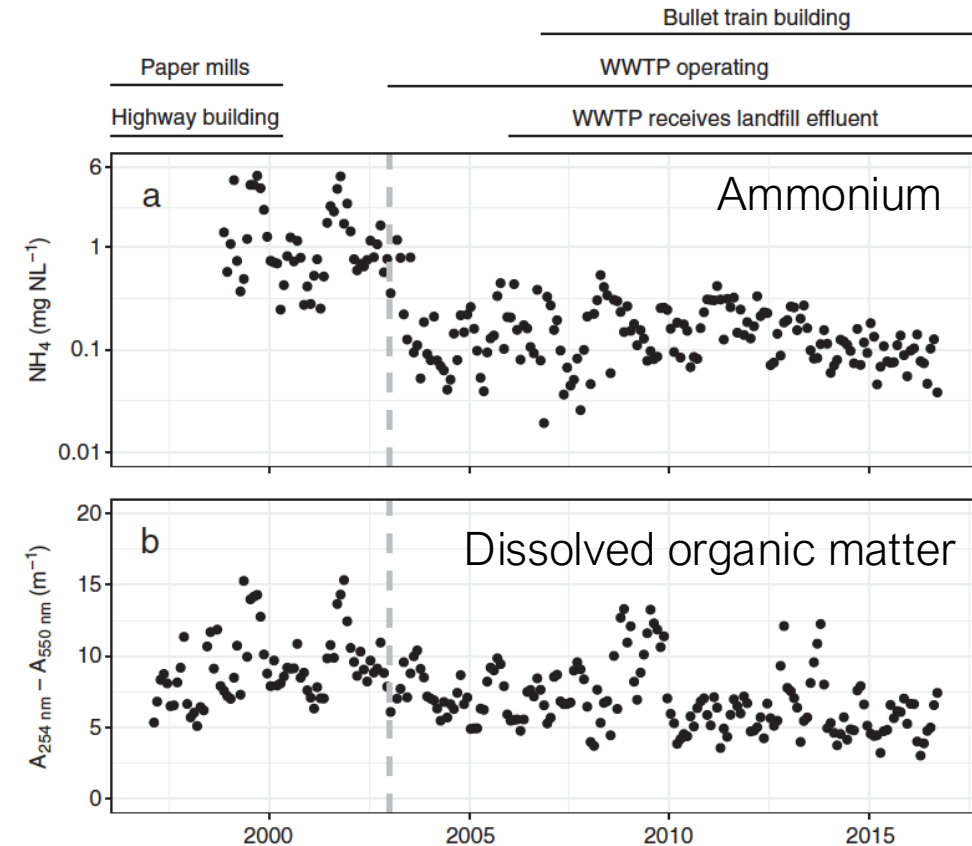 Bullet train building
Paper mills WWTP operating
Highway building WWTP receives landfill effluent
a Ammonium
6
1
0.1
0.01
NH4 (mg NL−1)
b Dissolved organic matter
20
15
10
5
0
A254 nm − A550 nm (m−1)
2000 2005 2010 2015